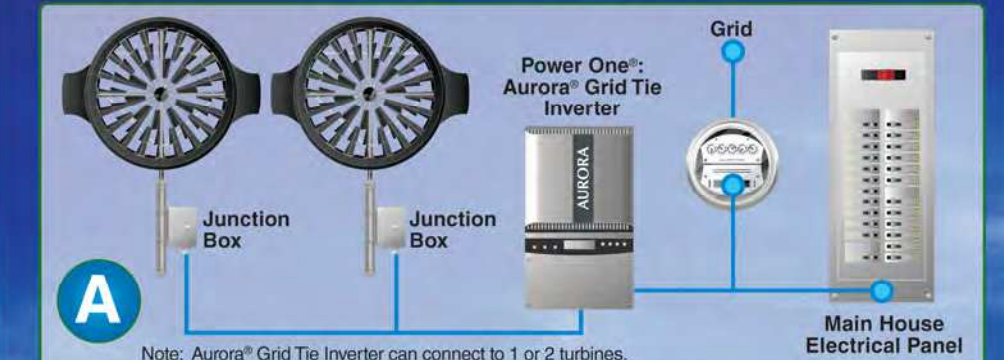 Grid
Power One®:
Aurora® Grid Tie
Inverter
AURORA
Junction
Box
Junction
Box
A
Main House
Electrical Panel
Note: Aurora® Grid Tie Inverter can connect to 1 or 2 turbines.